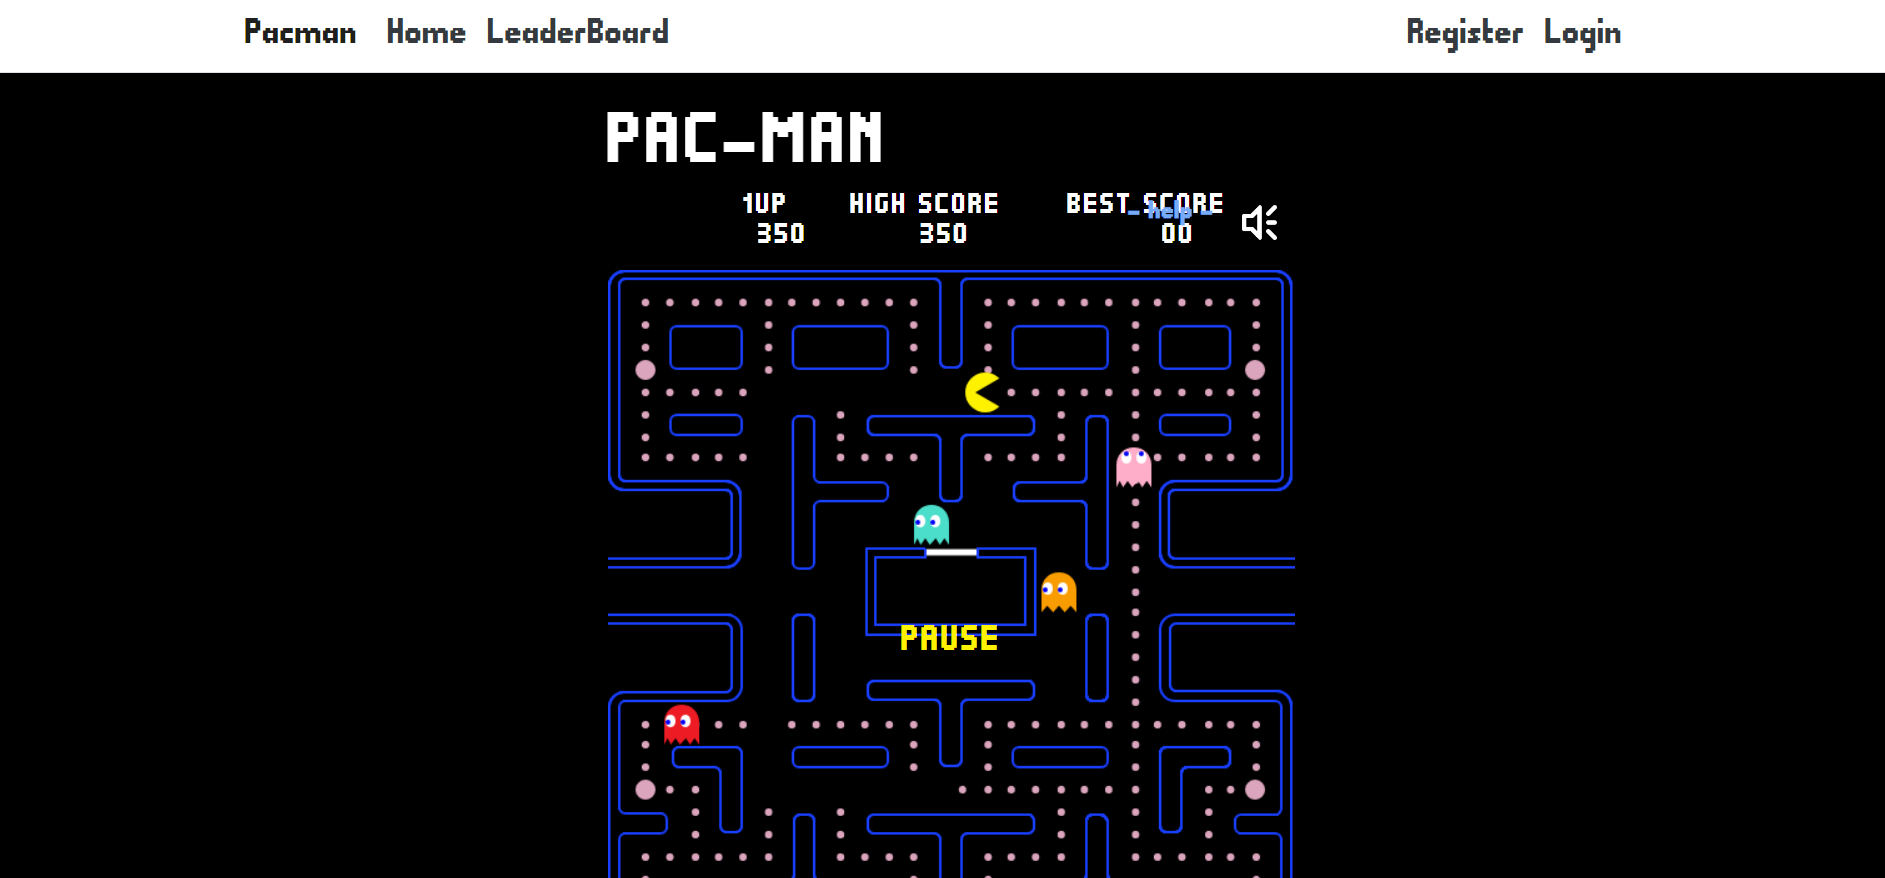 Pacman Home LeaderBoard Register Login
PAC-MAN
1UP HIGH SCORE BEST SCORE
- help -
350 350 00
PAUSE